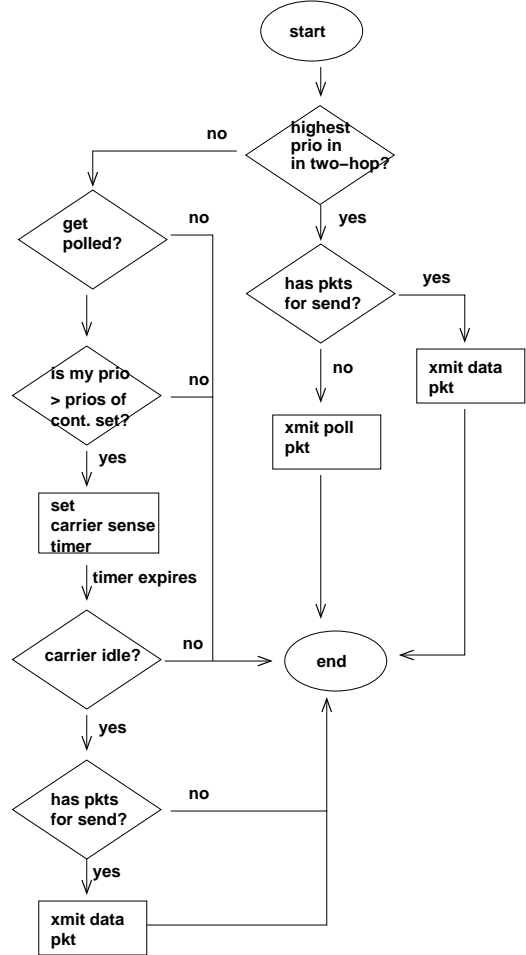 start
highest
prio in
in two−hop?
no
yes
get
polled?
no
has pkts
for send?
yes
is my prio
> prios of
cont. set?
no
no
xmit data
pkt
yes
xmit poll
pkt
set
carrier sense
timer
timer expires
carrier idle?
no
end
yes
has pkts
for send?
no
yes
xmit data
pkt